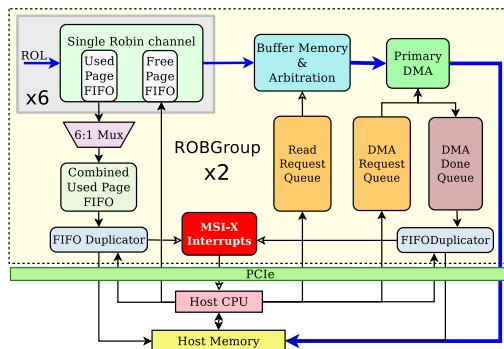 Single Robin channel
ROL
Used
Page
FIFO
Free
Page
FIFO
x6
Buffer Memory
&
Arbitration
Primary
DMA
6:1 Mux
ROBGroup
x2
Combined
Used Page
FIFO
Read
Request
Queue
DMA
Request
Queue
DMA
Done
Queue
FIFO Duplicator
MSI-X
Interrupts
FIFODuplicator
PCIe
Host CPU
Host Memory